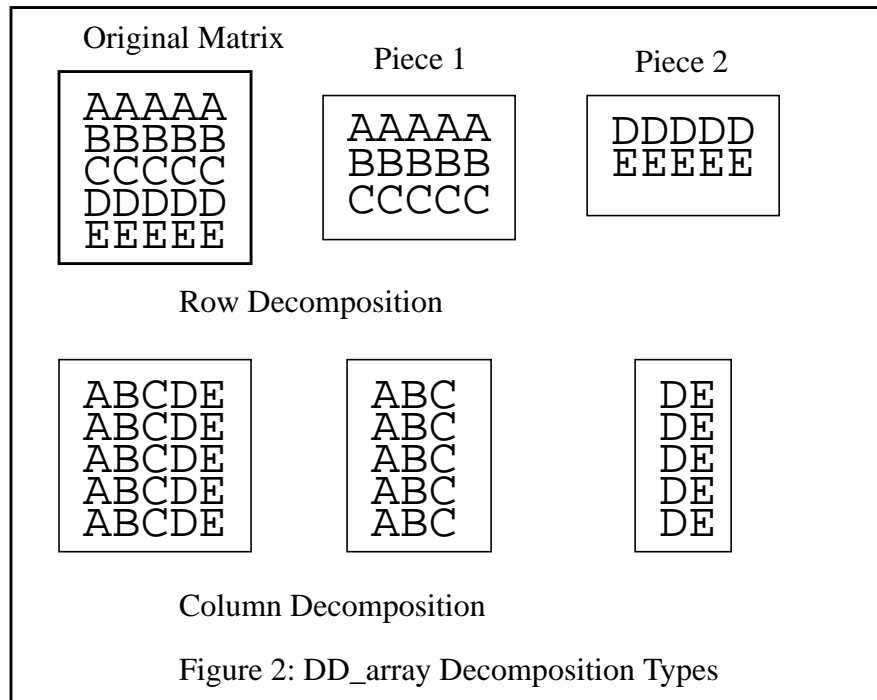 Original Matrix
Piece 1
Piece 2
AAAAA
BBBBB
CCCCC
DDDDD
EEEEE
AAAAA
BBBBB
CCCCC
DDDDD
EEEEE
Row Decomposition
ABCDE
ABCDE
ABCDE
ABCDE
ABCDE
ABC
ABC
ABC
ABC
ABC
DE
DE
DE
DE
DE
Column Decomposition
Figure 2: DD_array Decomposition Types